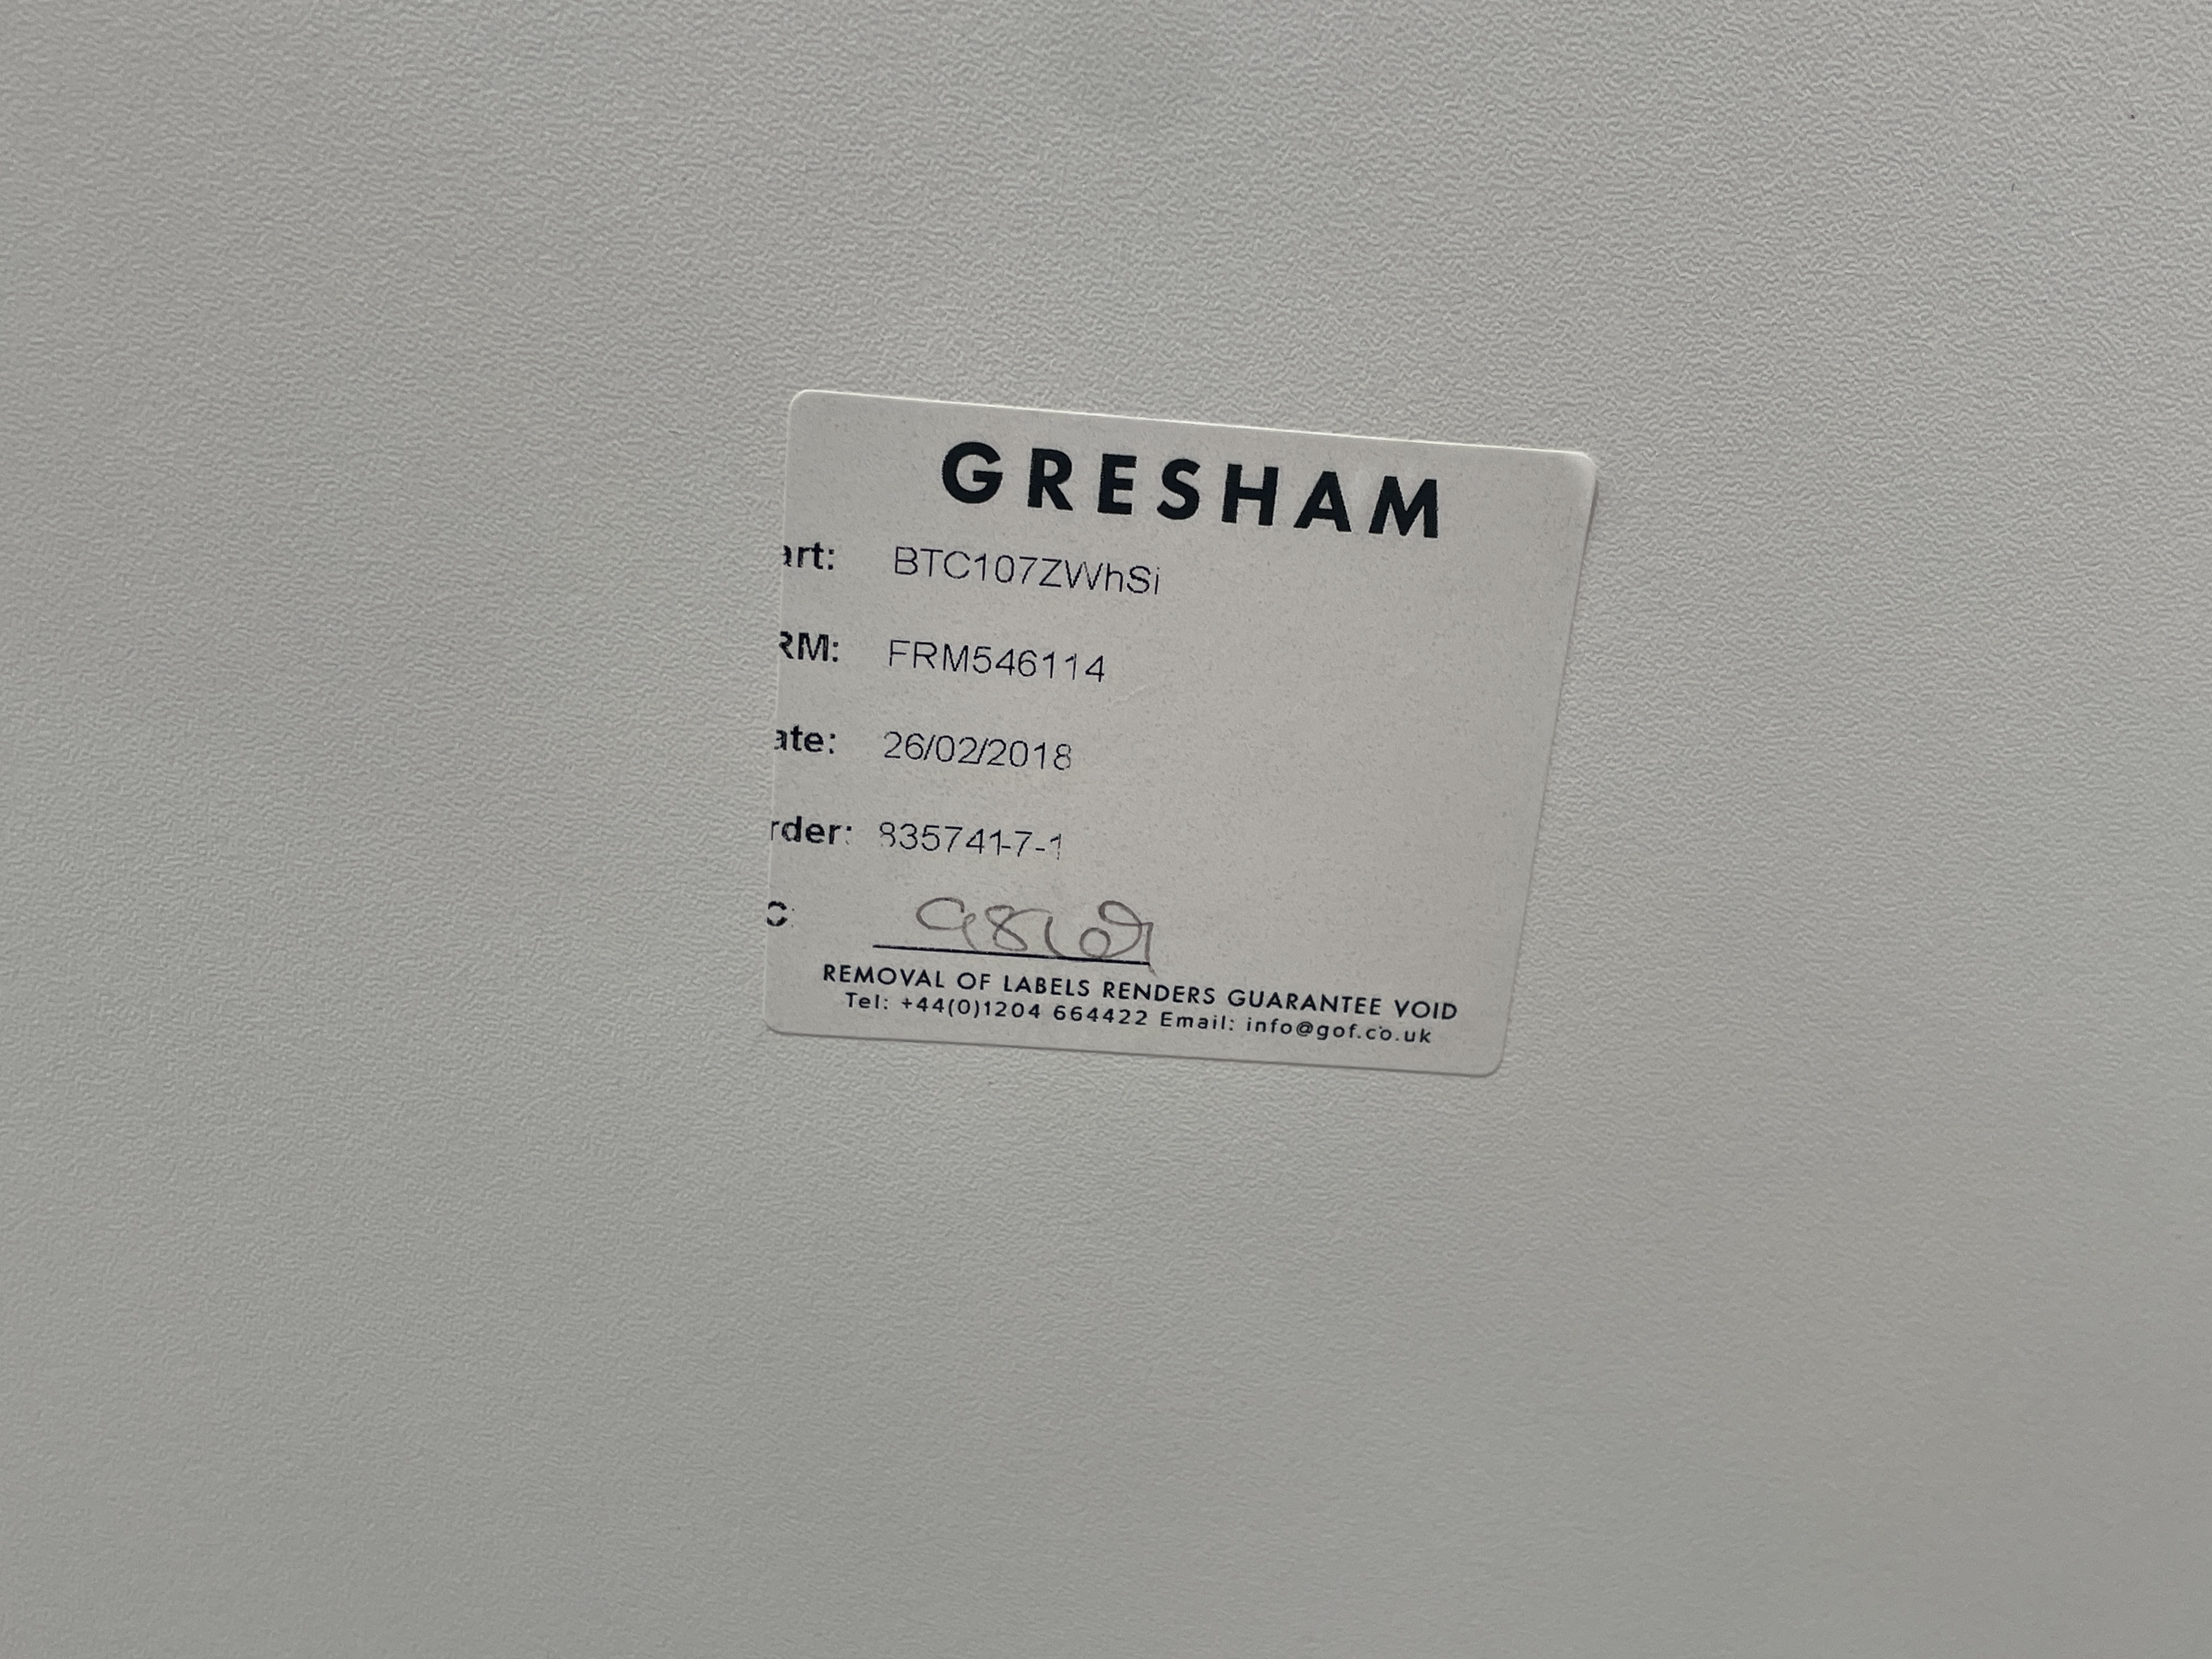 GRESHAM
art: BTC107ZWhSi
RM: FRM546114
ate: 26/02/2018
rder: 835741-7-1
C:
REMOVAL OF LABELS RENDERS GUARANTEE VOID
Tel: +44(0)1204 664422 Email: info@gof.co.uk